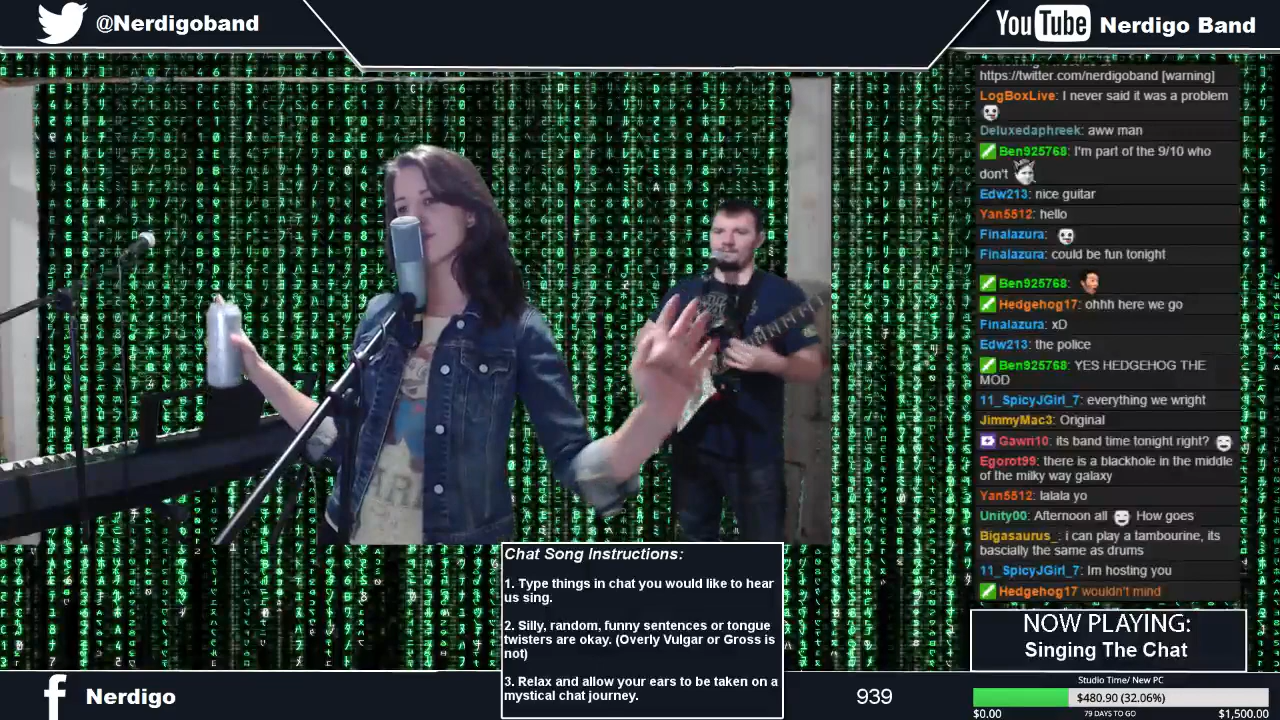 @Nerdigoband
You Tube Nerdigo Band
https://twitter.com/nerdigoband [warning]
LogBoxLive: I never said it was a problem
Deluxedaphreek: aww man
Ben925768: I'm part of the 9/10 who
don't
Edw213: nice guitar
Yan5512: hello
Finalazura:
Finalazura: could be fun tonight
Ben925768:
Hedgehog17: ohhh here we go
Finalazura: xD
Edw213: the police
Ben925768: YES HEDGEHOG THE
MOD
11_SpicyJGirl_7: everything we wright
JimmyMac3: Original
Gawri10: its band time tonight right?
Egorot99: there is a blackhole in the middle
of the milky way galaxy
Yan5512: lalala yo
Unity00: Afternoon all How goes
Bigasaurus_: i can play a tambourine, its
bascially the same as drums
11_SpicyJGirl_7: Im hosting you
Hedgehog17 wouldn't mind
Chat Song Instructions:
1. Type things in chat you would like to hear
us sing.
2. Silly, random, funny sentences or tongue
twisters are okay. (Overly Vulgar or Gross is
not)
3. Relax and allow your ears to be taken on a
mystical chat journey.
NOW PLAYING:
Singing The Chat
f Nerdigo
939
Studio Time/ New PC
$480.90 (32.06%)
$0.00 79 DAYS TO GO $1,500.00